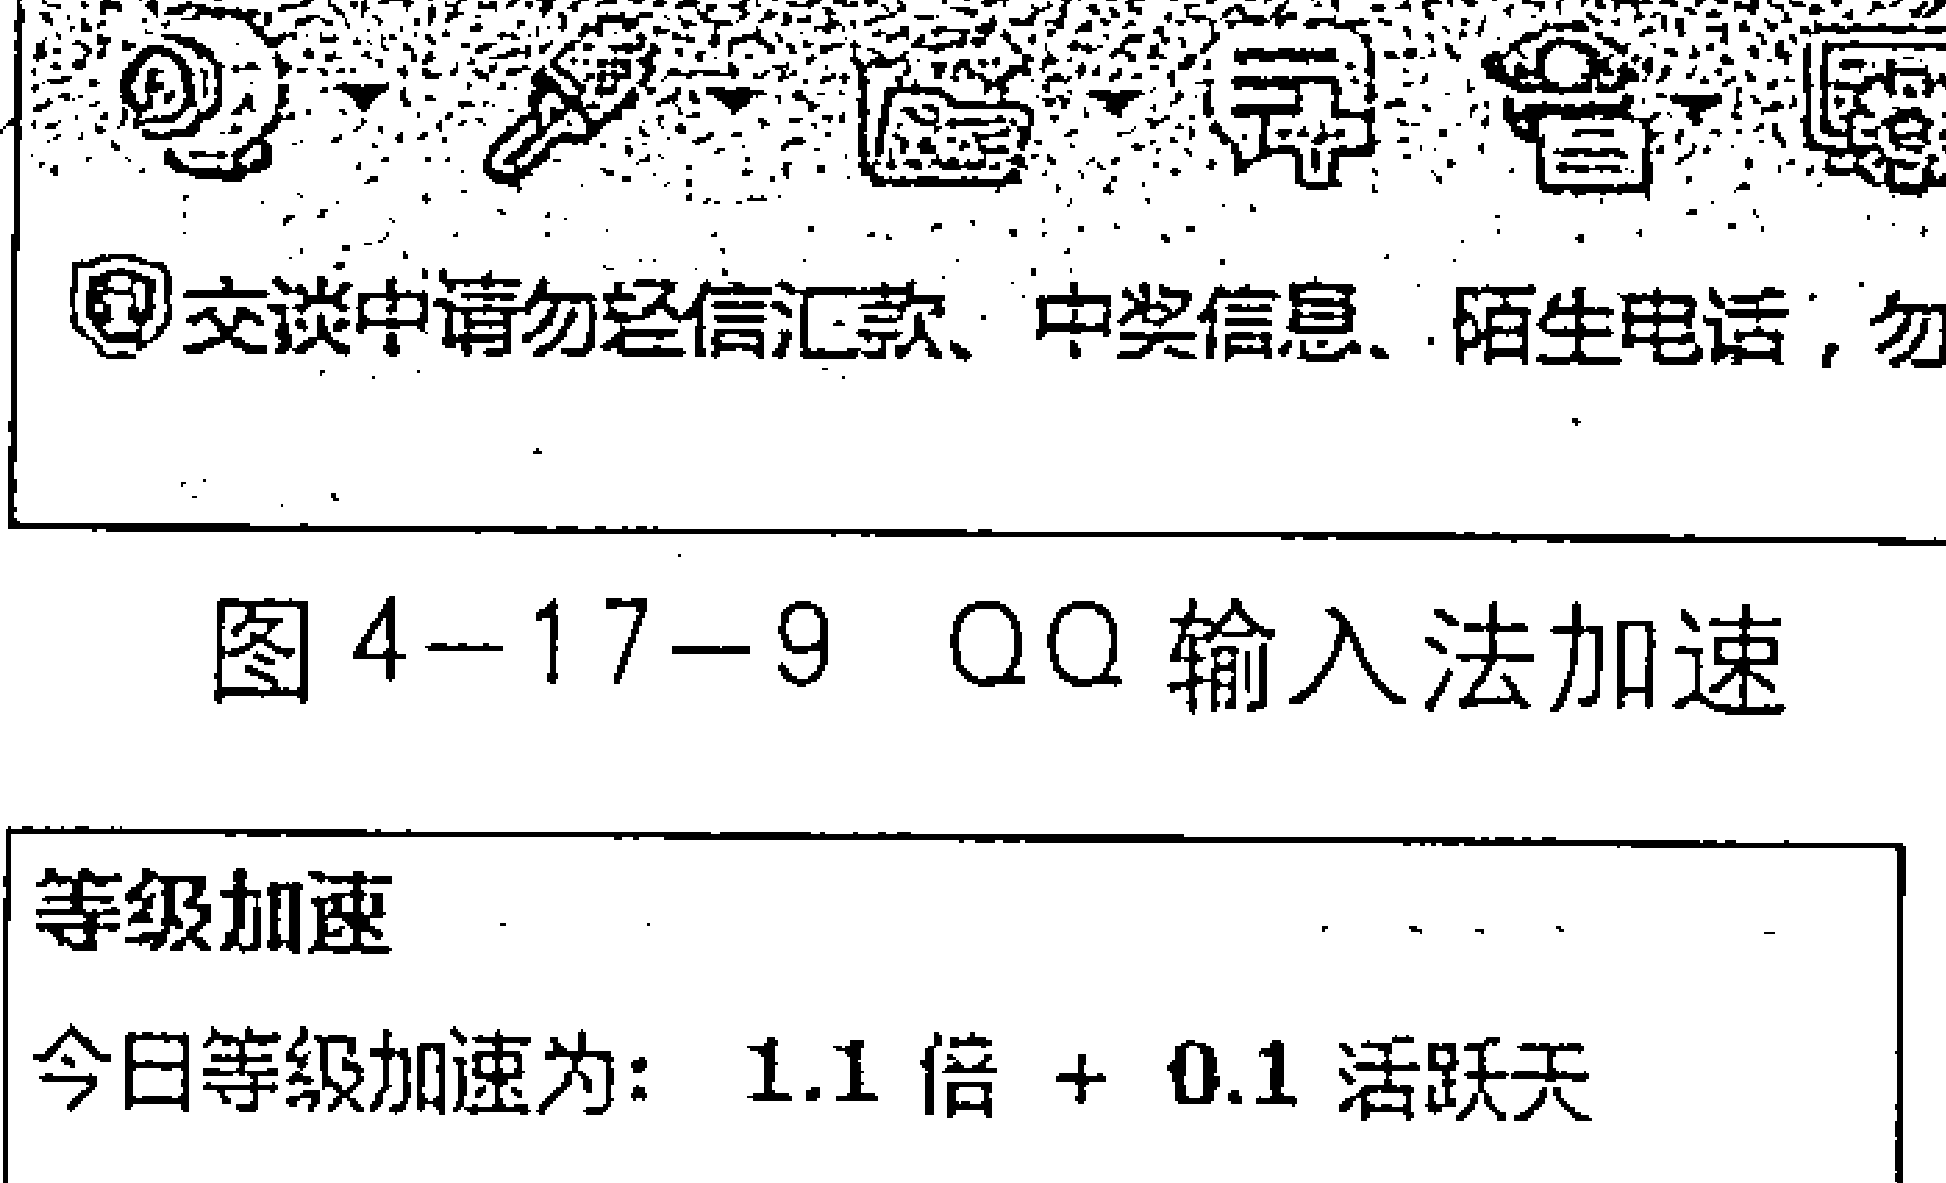 交谈中请勿轻信汇款、中奖信息、陌生电话，勿
图 4-17-9 QQ 输入法加速
等级加速
今日等级加速为: 1.1 倍 + 0.1 活跃天